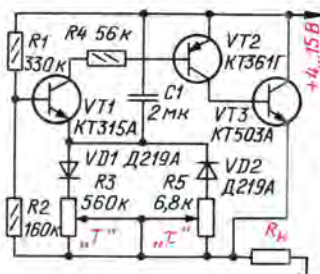 R1
330к
R4 56к
VT2
КТ361Г
VT1
КТ315А
C1
2мк
VT3
КТ503А
+4...15В
VD1
Д219А
VD2
Д219А
R3
560к
R5
6,8к
R2
160к
„T“
„τ“
Rн